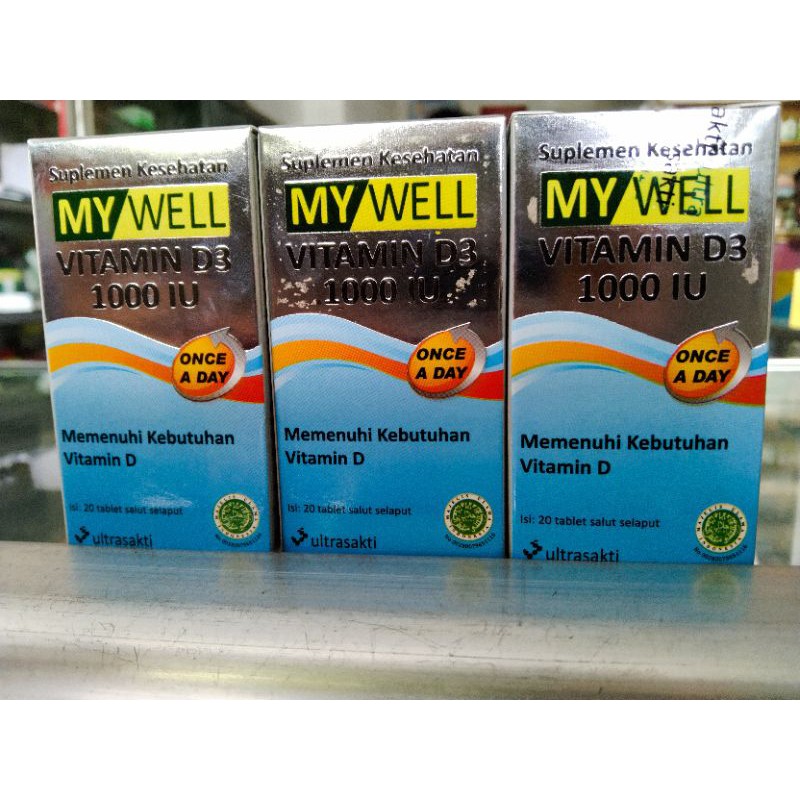 Suplemen Kesehatan
MY WELL
VITAMIN D3
1000 IU
ONCE
A DAY
Memenuhi Kebutuhan
Vitamin D
Isi: 20 tablet salut selaput
ultrasakti
Suplemen Kesehatan
MY WELL
VITAMIN D3
1000 IU
ONCE
A DAY
Memenuhi Kebutuhan
Vitamin D
Isi: 20 tablet salut selaput
ultrasakti
Suplemen Kesehatan
MY WELL
VITAMIN D3
1000 IU
ONCE
A DAY
Memenuhi Kebutuhan
Vitamin D
Isi: 20 tablet salut selaput
ultrasakti